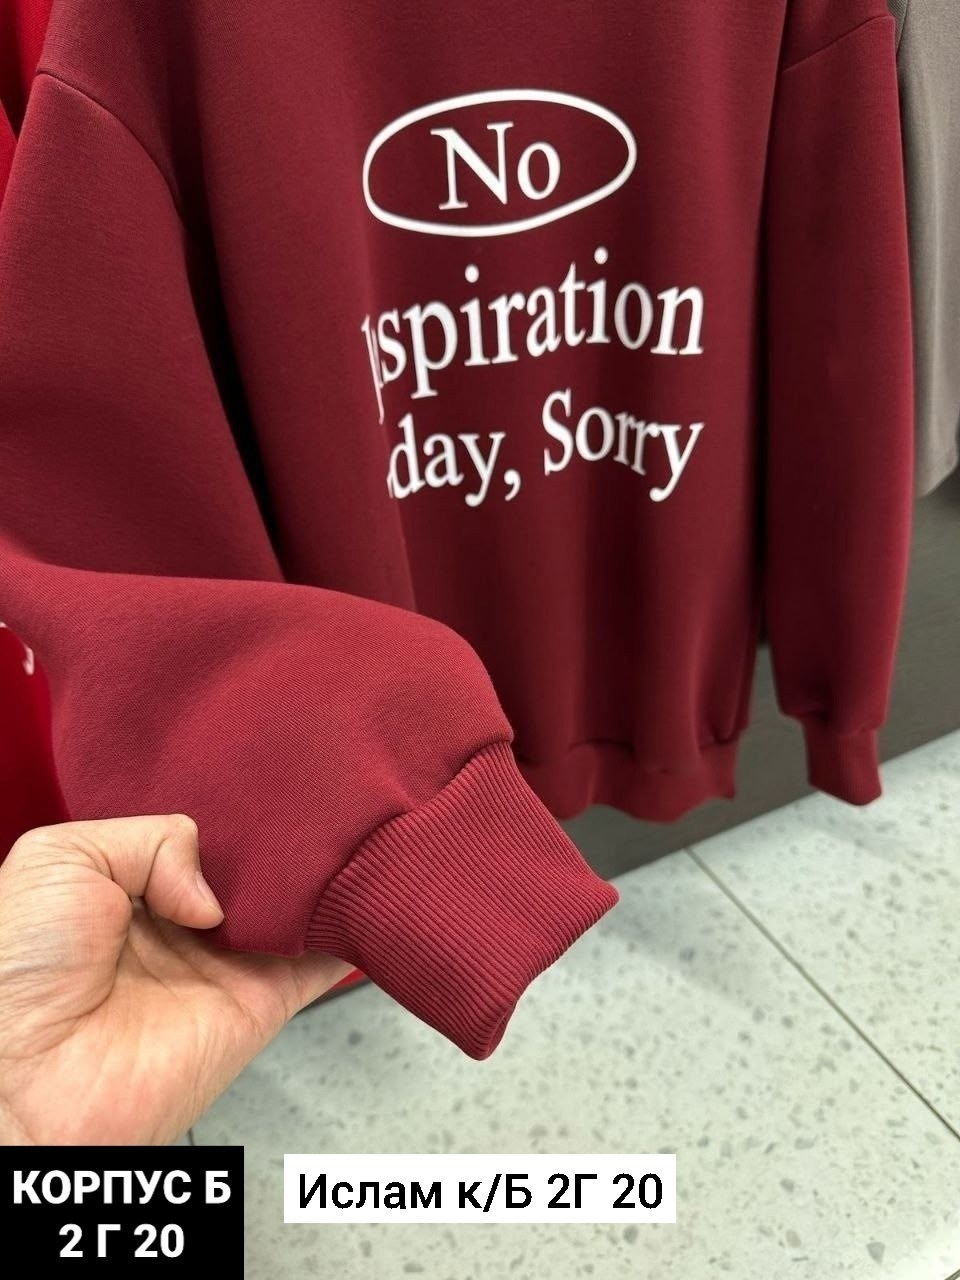 No
spiration
day, Sorry
КОРПУС Б
2 Г 20
Ислам к/Б 2Г 20